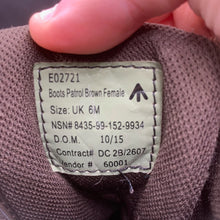 E02721
Boots Patrol Brown Female
Size: UK 6M
NSN# 8435-99-152-9934
D.O.M. 10/15
Contract# DC 2B/2607
Vendor # 60001